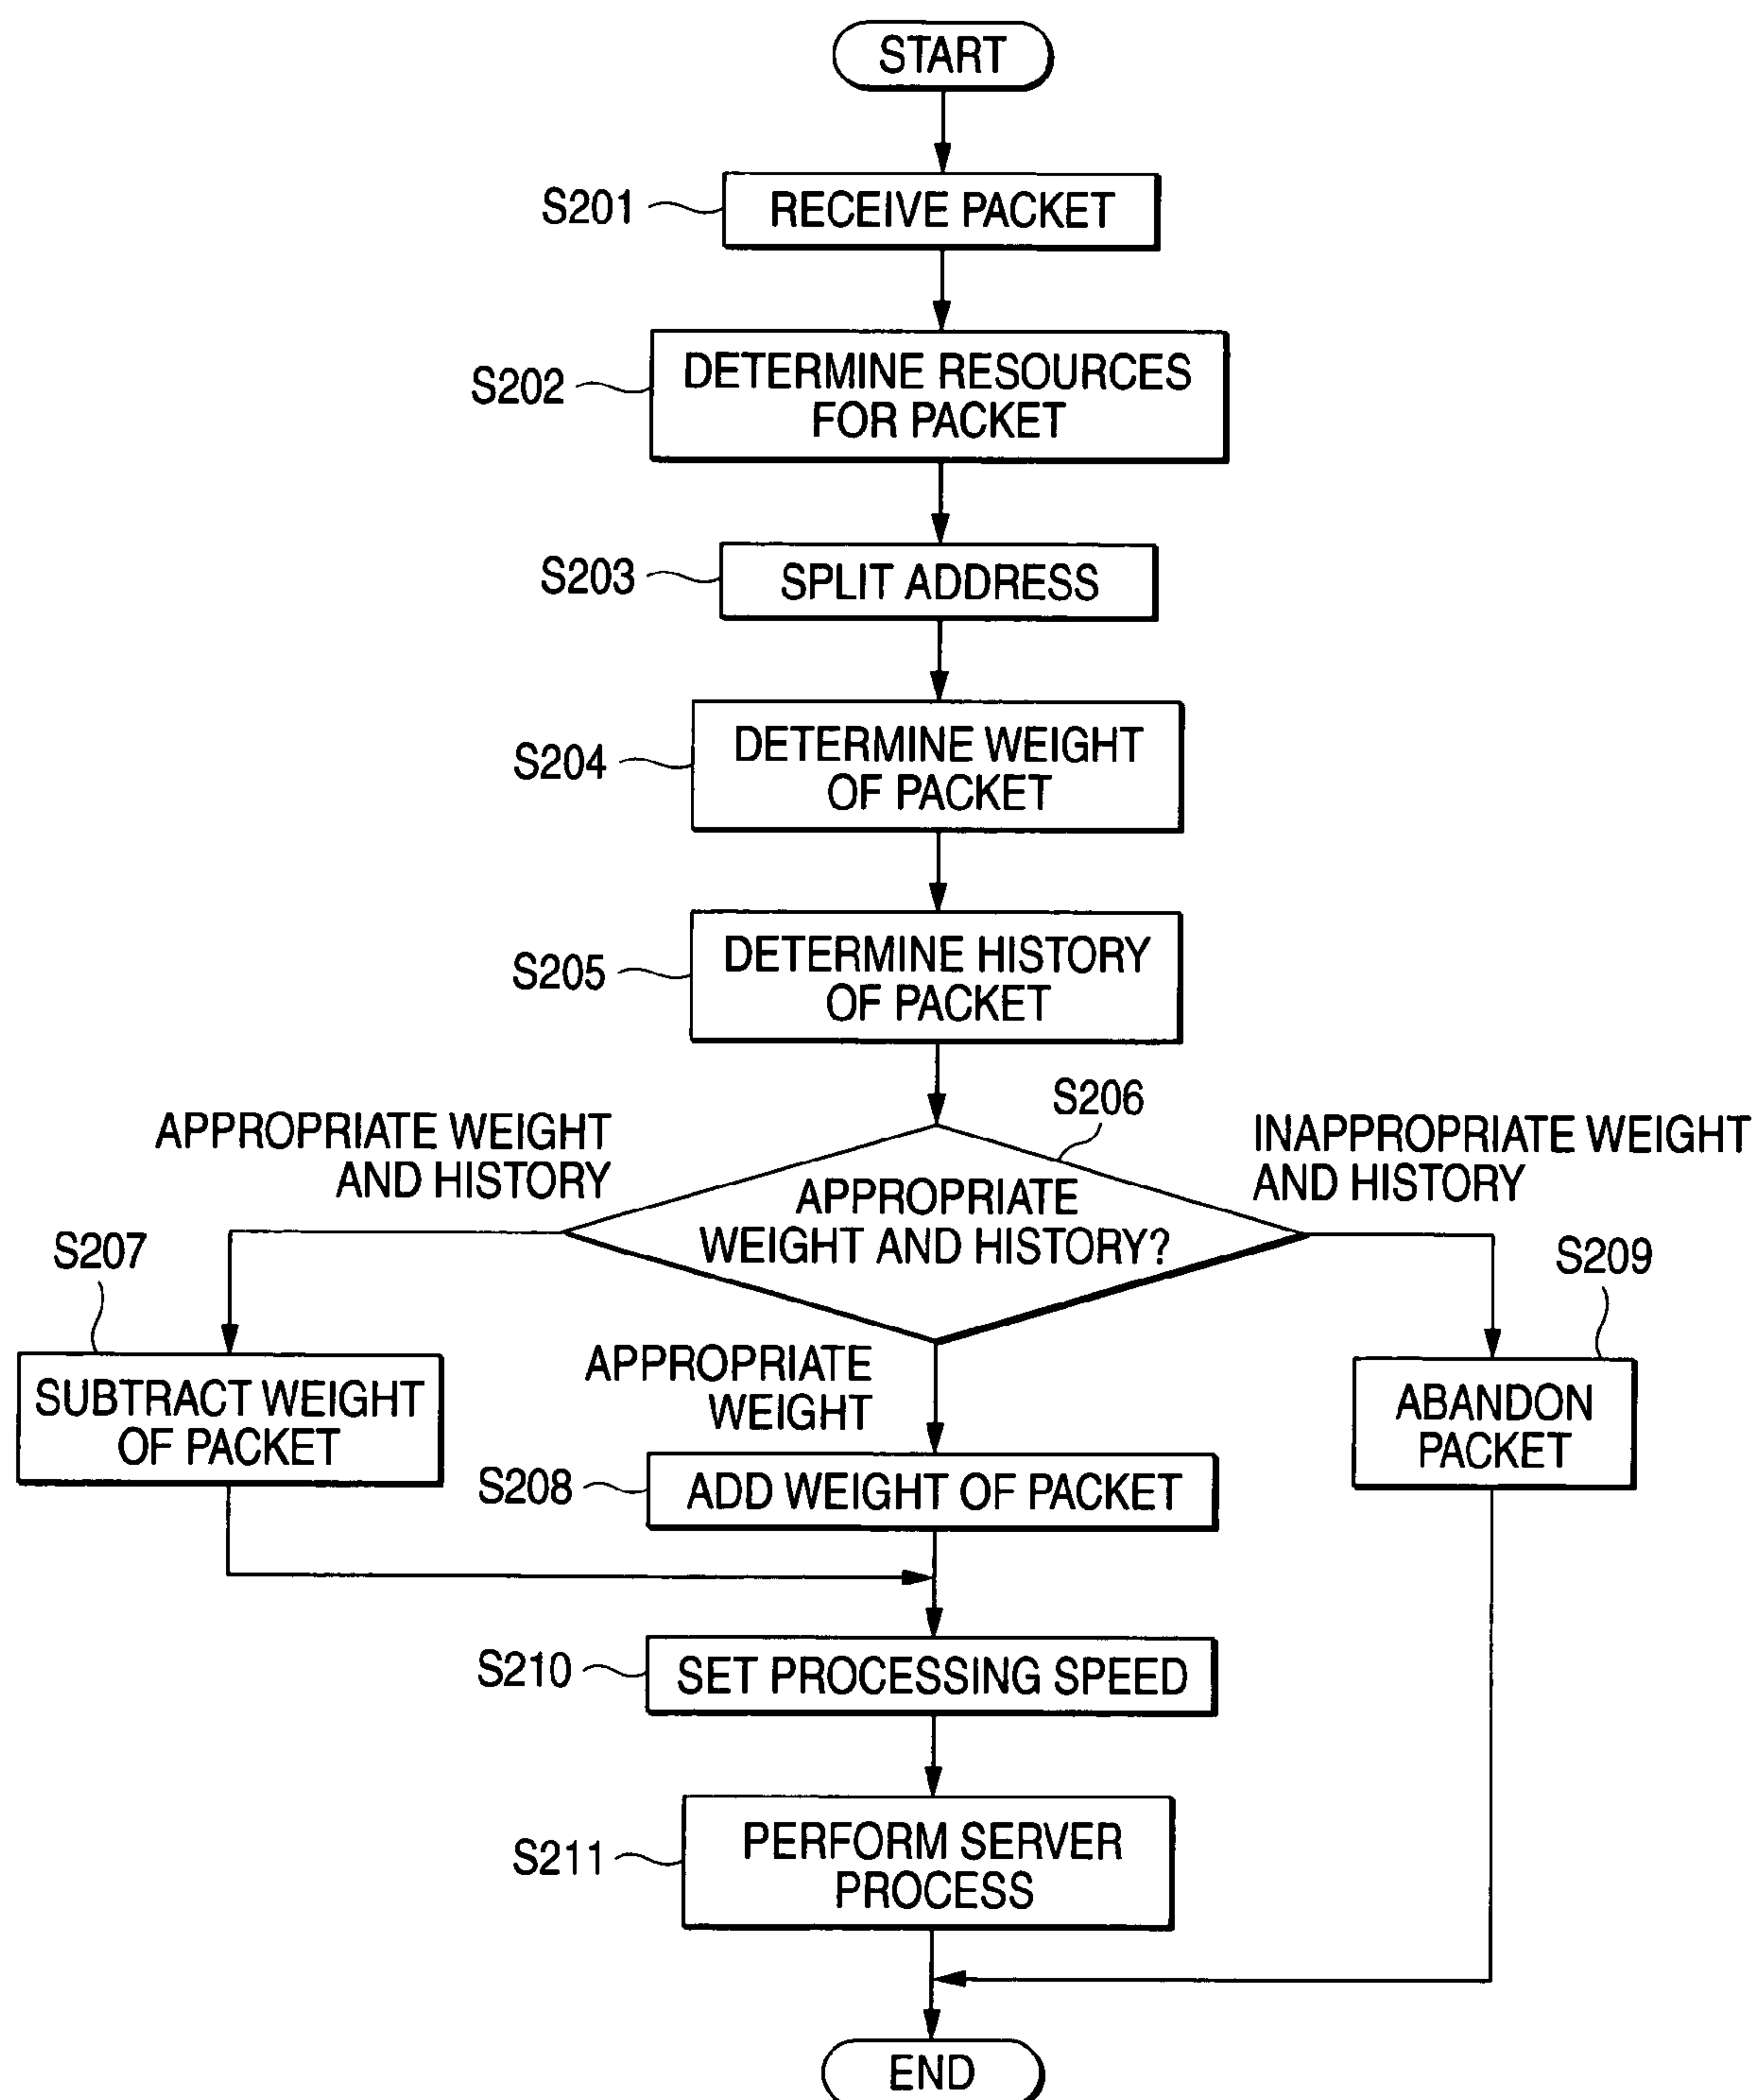 START
S201
RECEIVE PACKET
S202
DETERMINE RESOURCES
FOR PACKET
S203
SPLIT ADDRESS
S204
DETERMINE WEIGHT
OF PACKET
S205
DETERMINE HISTORY
OF PACKET
S206
APPROPRIATE WEIGHT
AND HISTORY
INAPPROPRIATE WEIGHT
AND HISTORY
APPROPRIATE
WEIGHT AND HISTORY?
S207
S209
SUBTRACT WEIGHT
OF PACKET
APPROPRIATE
WEIGHT
ABANDON
PACKET
S208
ADD WEIGHT OF PACKET
S210
SET PROCESSING SPEED
S211
PERFORM SERVER
PROCESS
END